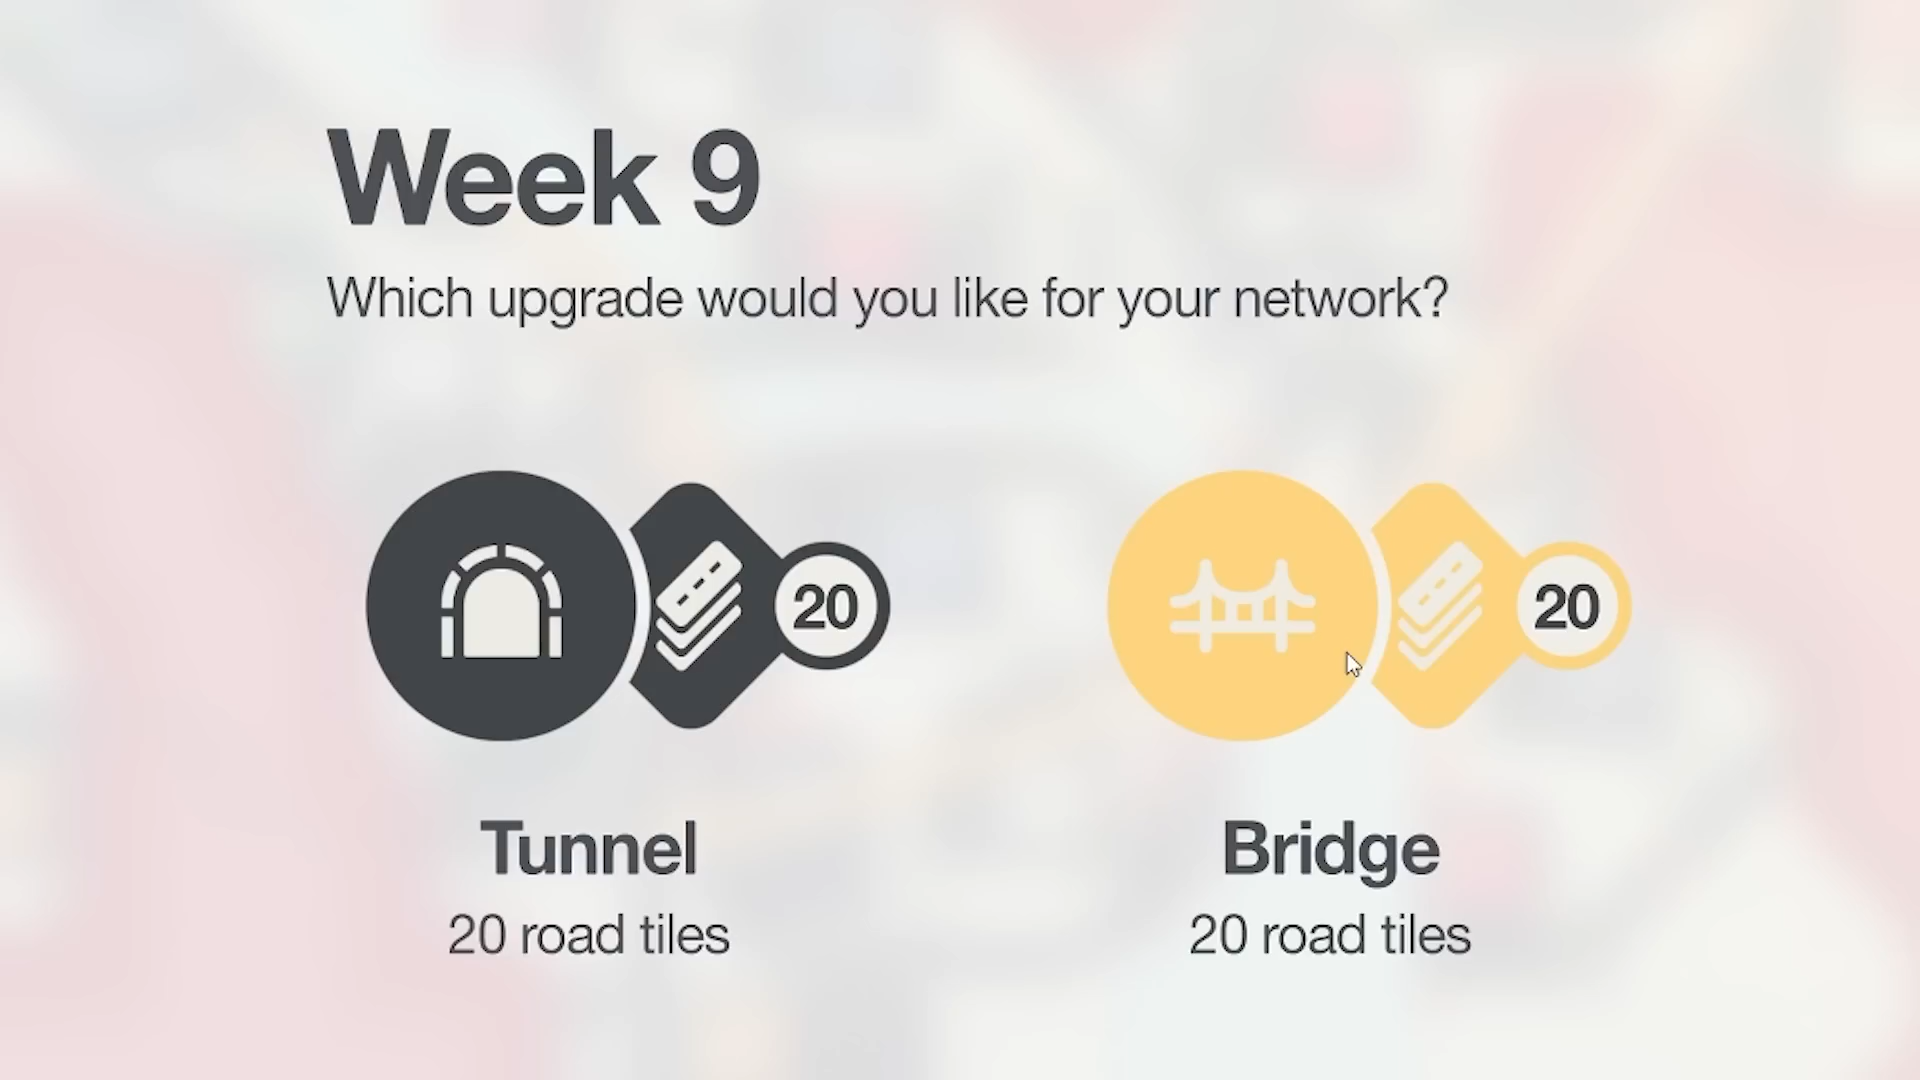 Week 9
Which upgrade would you like for your network?
20
20
Tunnel
Bridge
20 road tiles
20 road tiles